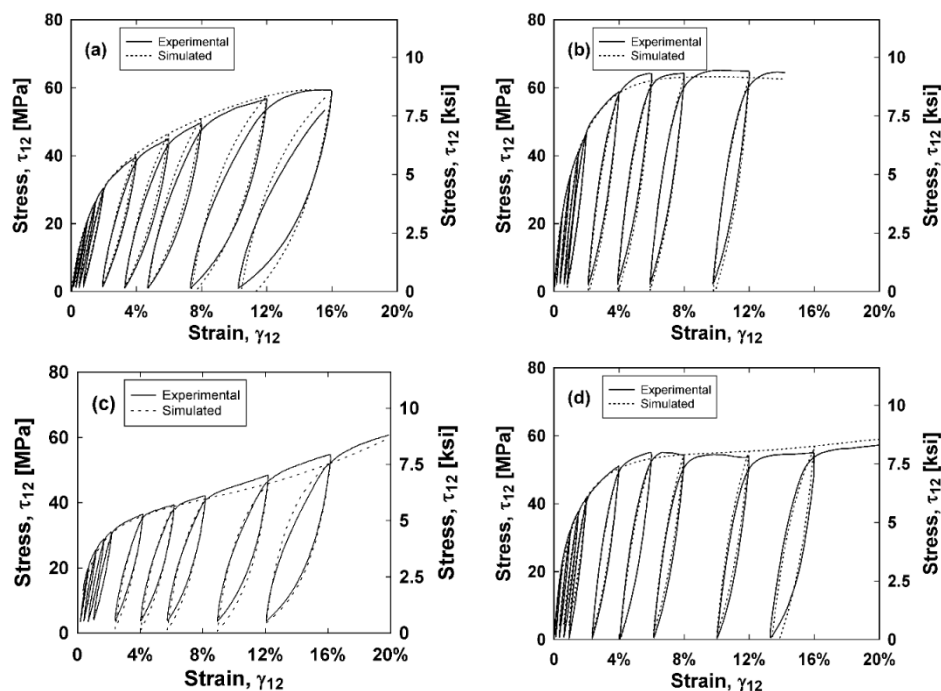 (a)
Experimental
Simulated
Stress, τ12 [MPa]
80
60
40
20
0
Stress, τ12 [ksi]
10
7.5
5
2.5
0
0 4% 8% 12% 16% 20%
Strain, γ12
(b)
Experimental
Simulated
Stress, τ12 [MPa]
80
60
40
20
0
Stress, τ12 [ksi]
10
7.5
5
2.5
0
0 4% 8% 12% 16% 20%
Strain, γ12
(c)
Experimental
Simulated
Stress, τ12 [MPa]
80
60
40
20
0
Stress, τ12 [ksi]
10
7.5
5
2.5
0
0 4% 8% 12% 16% 20%
Strain, γ12
(d)
Experimental
Simulated
Stress, τ12 [MPa]
80
60
40
20
0
Stress, τ12 [ksi]
10
7.5
5
2.5
0
0 4% 8% 12% 16% 20%
Strain, γ12